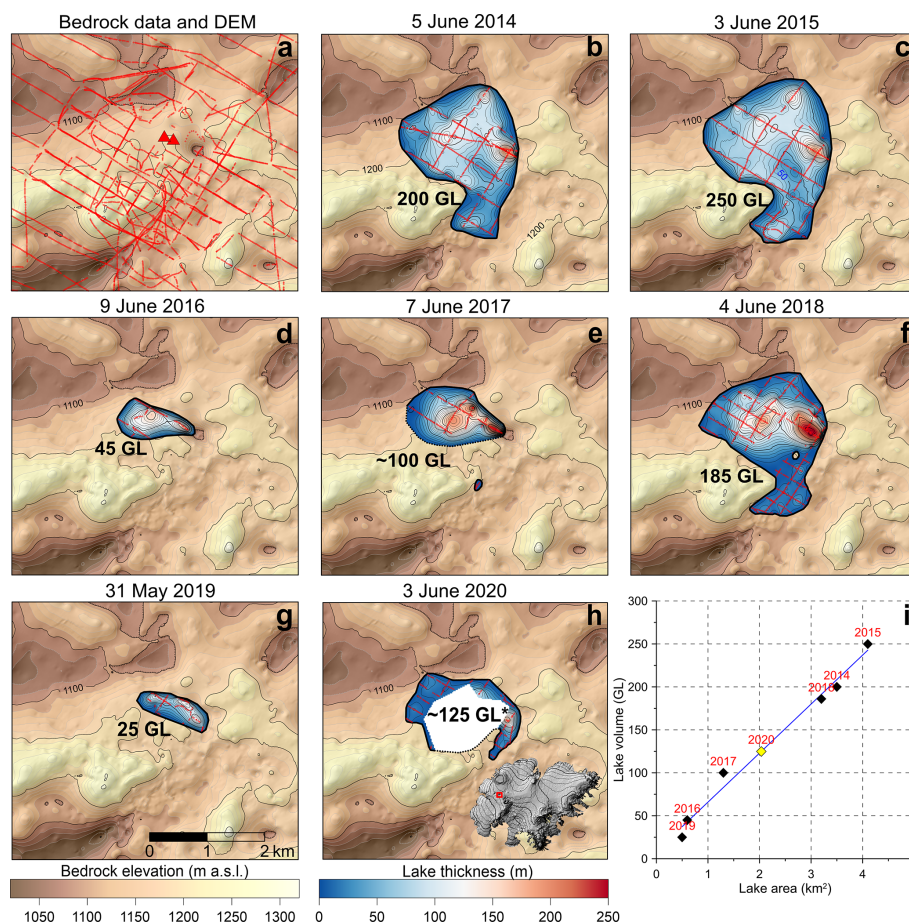 Bedrock data and DEM
5 June 2014
3 June 2015
a
1100
b
1100
1200
200 GL
1200
c
1100
50
250 GL
9 June 2016
7 June 2017
4 June 2018
d
1100
45 GL
e
1100
~100 GL
f
1100
185 GL
31 May 2019
3 June 2020
g
1100
25 GL
0 1 2 km
h
1100
~125 GL*
i
300
250
200
150
100
50
0
Lake volume (GL)
2015
2014
2018
2020
2017
2016
2019
0 1 2 3 4 5
Lake area (km²)
Bedrock elevation (m a.s.l.)
1050 1100 1150 1200 1250 1300
Lake thickness (m)
0 50 100 150 200 250